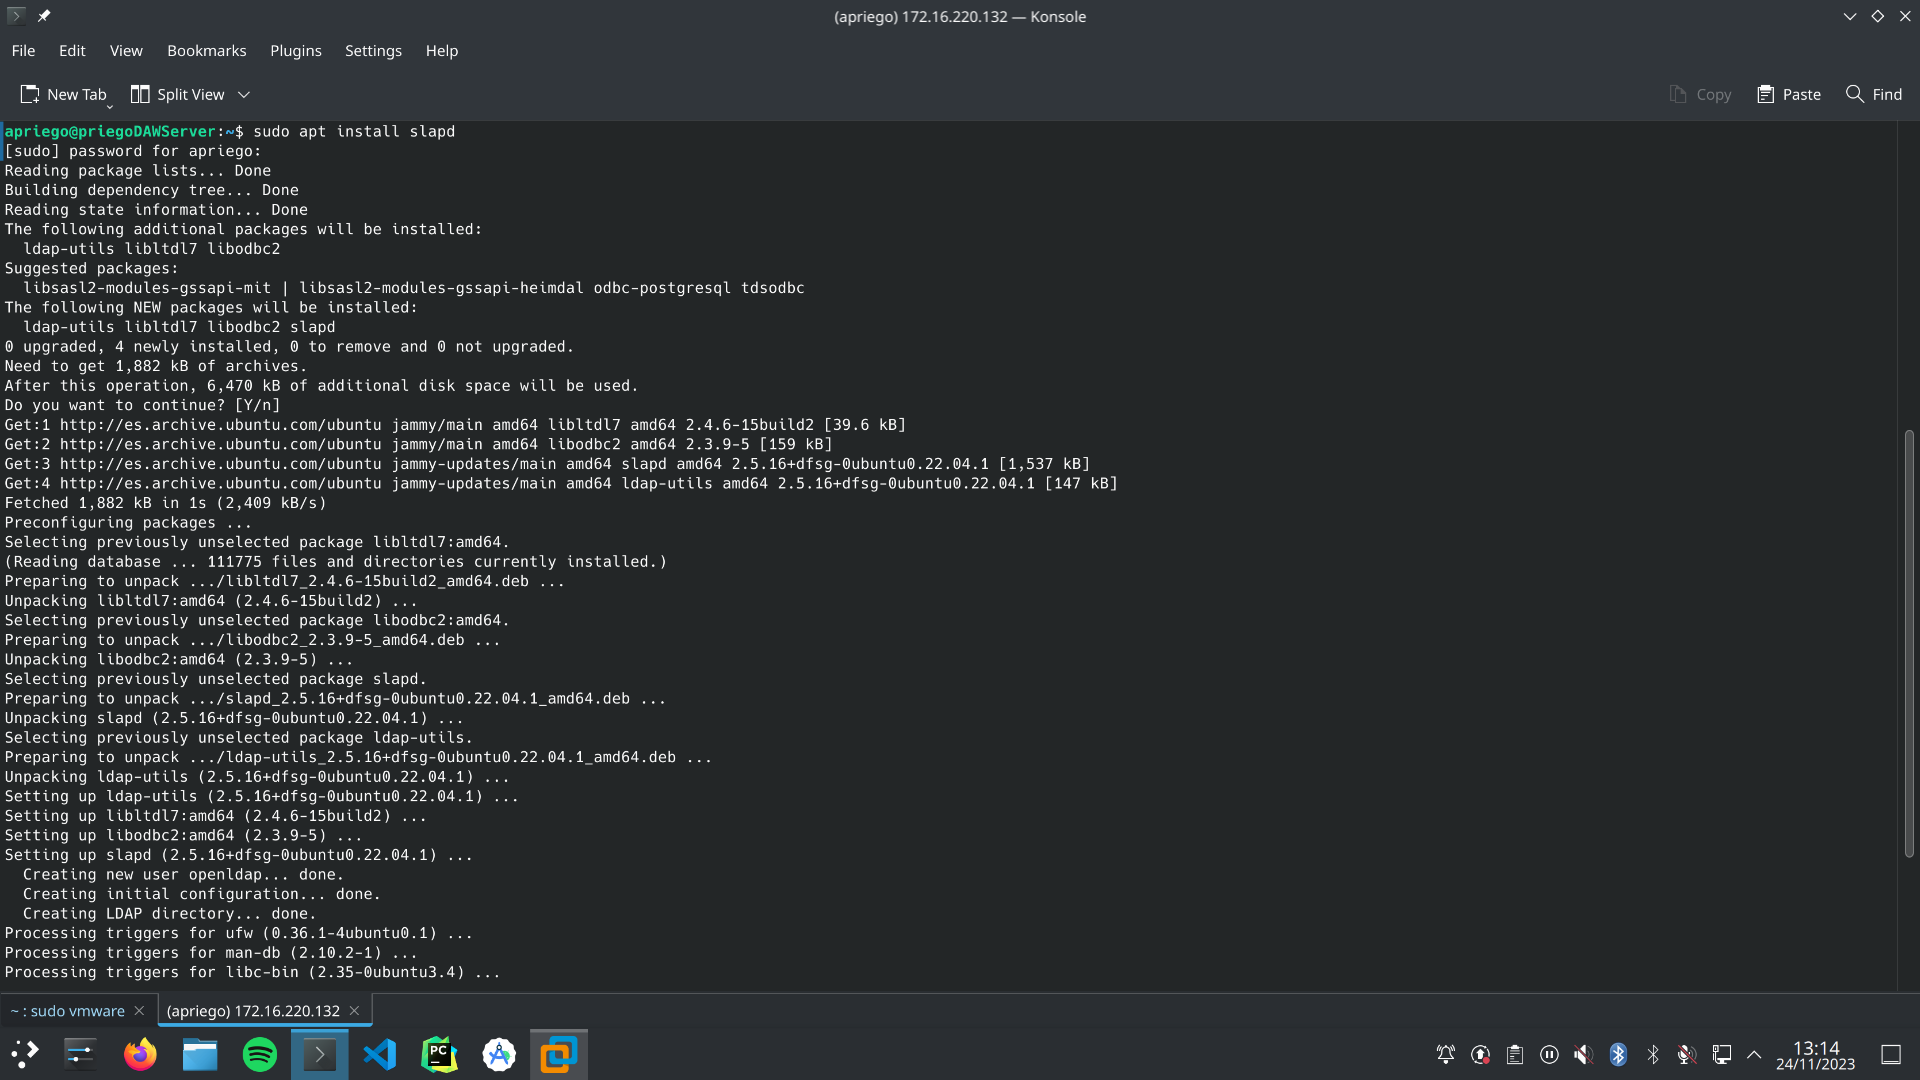 (apriego) 172.16.220.132 — Konsole
File Edit View Bookmarks Plugins Settings Help
New Tab Split View Copy Paste Find
apriego@priegoDAWServer:~$ sudo apt install slapd
[sudo] password for apriego:
Reading package lists... Done
Building dependency tree... Done
Reading state information... Done
The following additional packages will be installed:
  ldap-utils libltdl7 libodbc2
Suggested packages:
  libsasl2-modules-gssapi-mit | libsasl2-modules-gssapi-heimdal odbc-postgresql tdsodbc
The following NEW packages will be installed:
  ldap-utils libltdl7 libodbc2 slapd
0 upgraded, 4 newly installed, 0 to remove and 0 not upgraded.
Need to get 1,882 kB of archives.
After this operation, 6,470 kB of additional disk space will be used.
Do you want to continue? [Y/n]
Get:1 http://es.archive.ubuntu.com/ubuntu jammy/main amd64 libltdl7 amd64 2.4.6-15build2 [39.6 kB]
Get:2 http://es.archive.ubuntu.com/ubuntu jammy/main amd64 libodbc2 amd64 2.3.9-5 [159 kB]
Get:3 http://es.archive.ubuntu.com/ubuntu jammy-updates/main amd64 slapd amd64 2.5.16+dfsg-0ubuntu0.22.04.1 [1,537 kB]
Get:4 http://es.archive.ubuntu.com/ubuntu jammy-updates/main amd64 ldap-utils amd64 2.5.16+dfsg-0ubuntu0.22.04.1 [147 kB]
Fetched 1,882 kB in 1s (2,409 kB/s)
Preconfiguring packages ...
Selecting previously unselected package libltdl7:amd64.
(Reading database ... 111775 files and directories currently installed.)
Preparing to unpack .../libltdl7_2.4.6-15build2_amd64.deb ...
Unpacking libltdl7:amd64 (2.4.6-15build2) ...
Selecting previously unselected package libodbc2:amd64.
Preparing to unpack .../libodbc2_2.3.9-5_amd64.deb ...
Unpacking libodbc2:amd64 (2.3.9-5) ...
Selecting previously unselected package slapd.
Preparing to unpack .../slapd_2.5.16+dfsg-0ubuntu0.22.04.1_amd64.deb ...
Unpacking slapd (2.5.16+dfsg-0ubuntu0.22.04.1) ...
Selecting previously unselected package ldap-utils.
Preparing to unpack .../ldap-utils_2.5.16+dfsg-0ubuntu0.22.04.1_amd64.deb ...
Unpacking ldap-utils (2.5.16+dfsg-0ubuntu0.22.04.1) ...
Setting up ldap-utils (2.5.16+dfsg-0ubuntu0.22.04.1) ...
Setting up libltdl7:amd64 (2.4.6-15build2) ...
Setting up libodbc2:amd64 (2.3.9-5) ...
Setting up slapd (2.5.16+dfsg-0ubuntu0.22.04.1) ...
  Creating new user openldap... done.
  Creating initial configuration... done.
  Creating LDAP directory... done.
Processing triggers for ufw (0.36.1-4ubuntu0.1) ...
Processing triggers for man-db (2.10.2-1) ...
Processing triggers for libc-bin (2.35-0ubuntu3.4) ...
~ : sudo vmware (apriego) 172.16.220.132
PC
13:14
24/11/2023